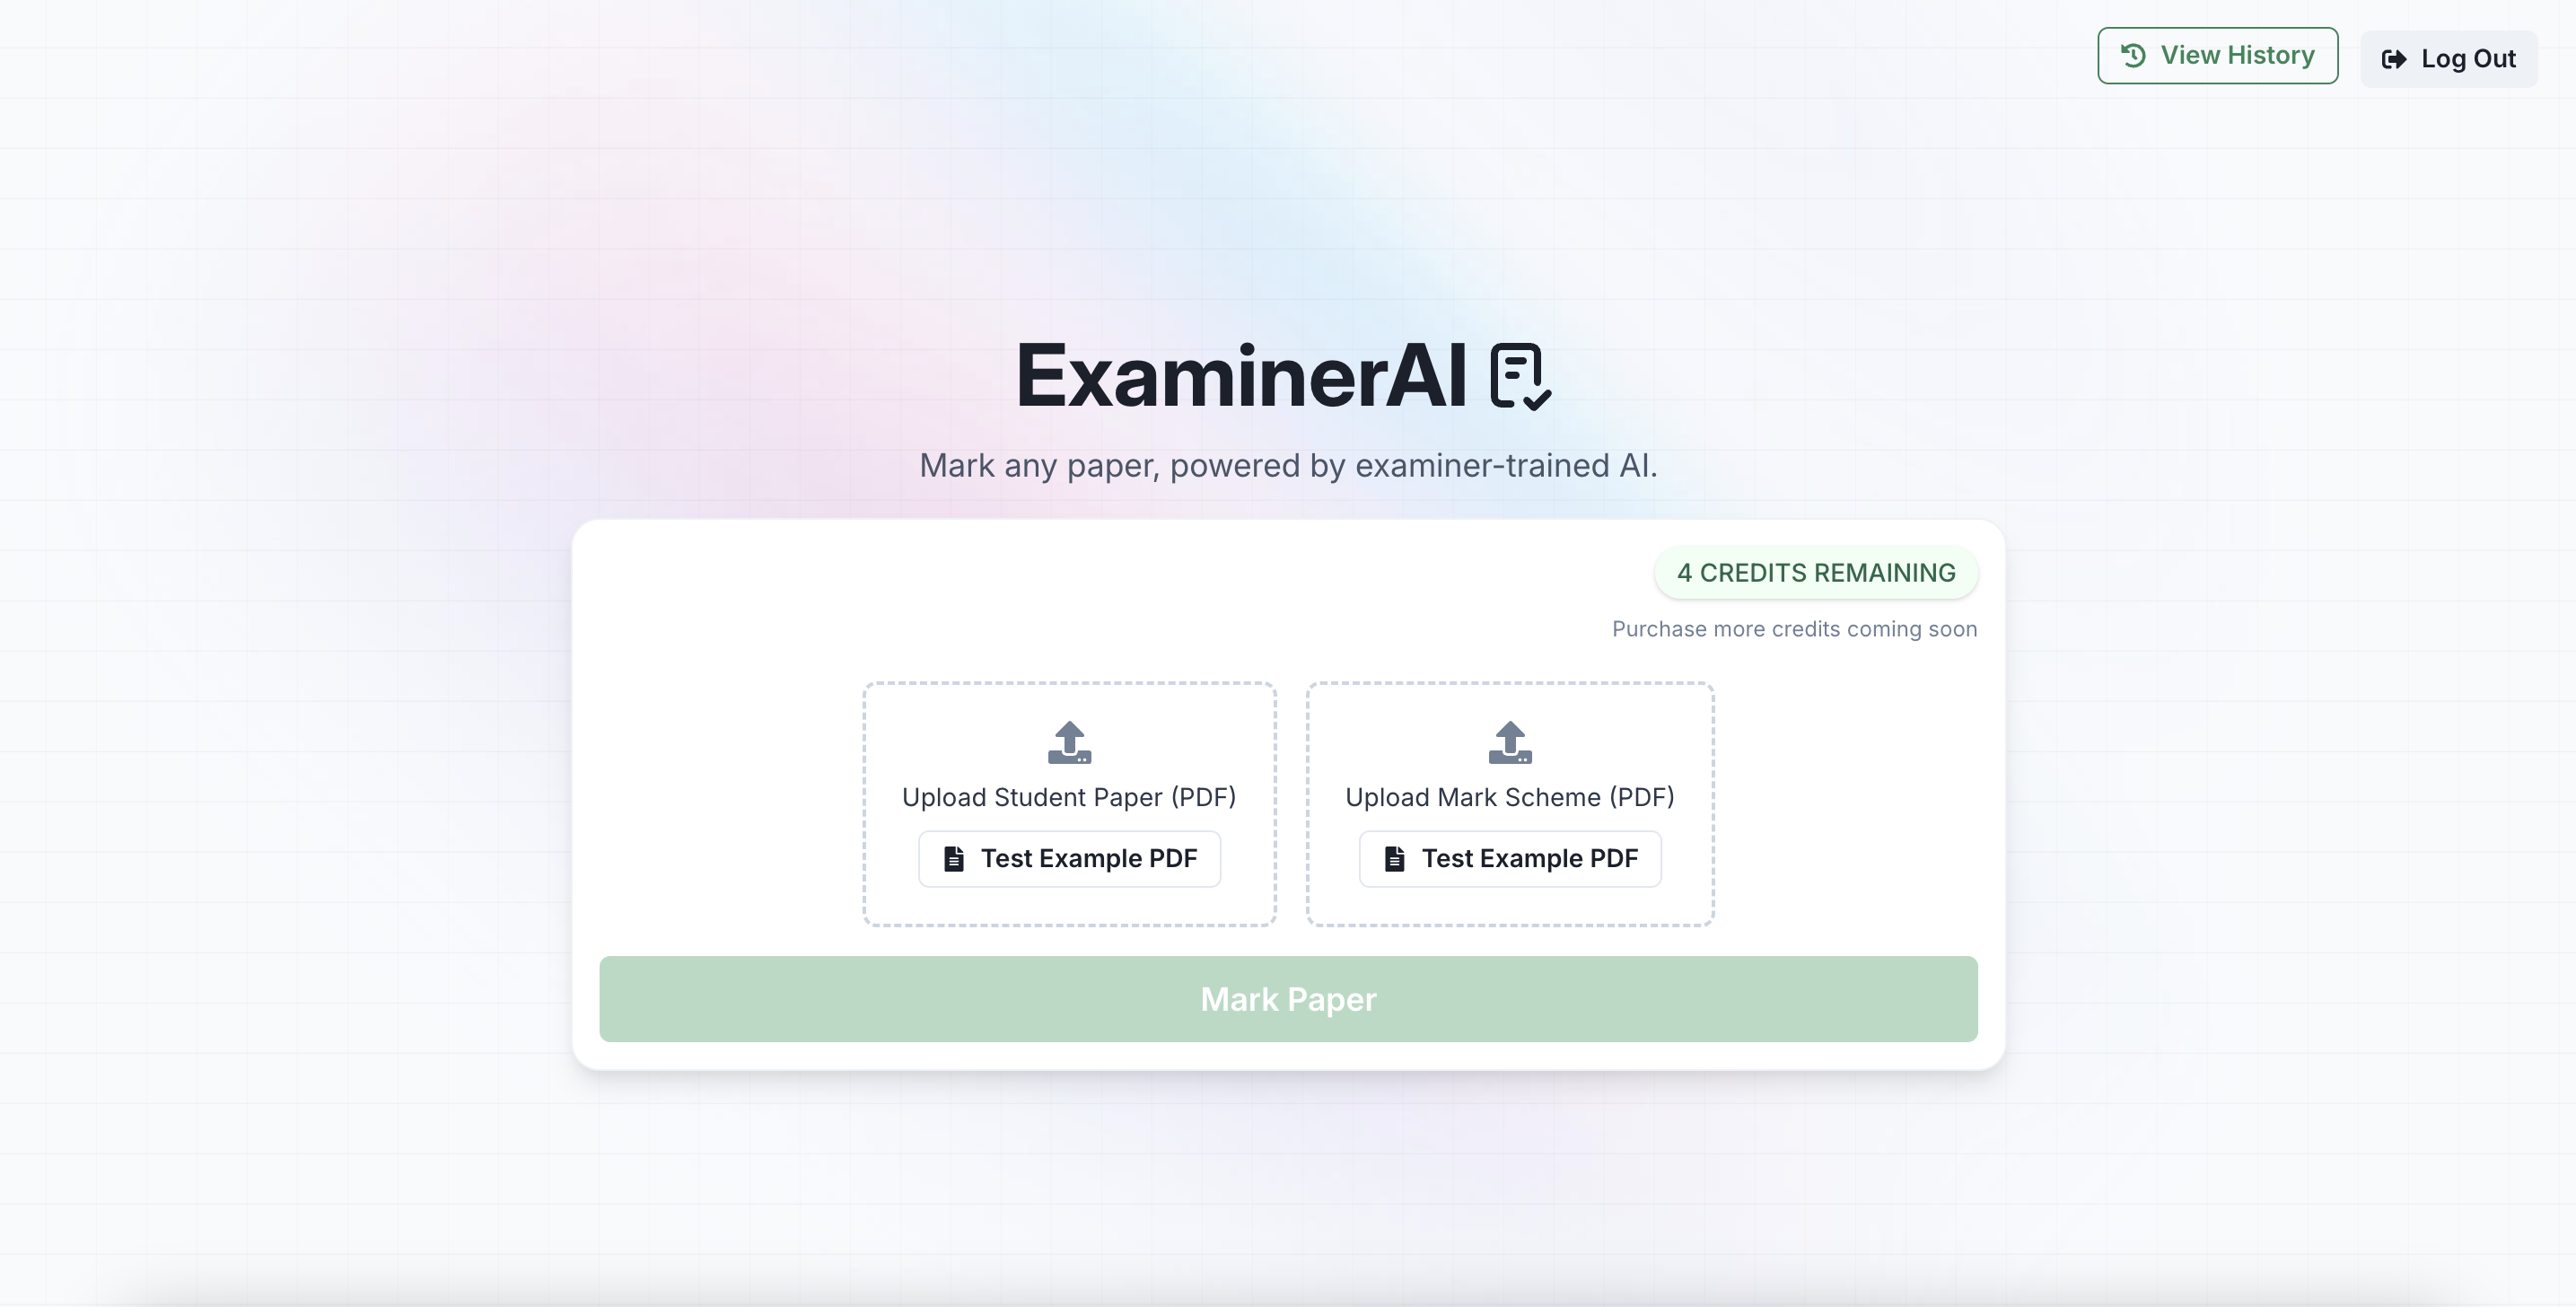 View History
Log Out
ExaminerAI
Mark any paper, powered by examiner-trained AI.
4 CREDITS REMAINING
Purchase more credits coming soon
Upload Student Paper (PDF)
Test Example PDF
Upload Mark Scheme (PDF)
Test Example PDF
Mark Paper